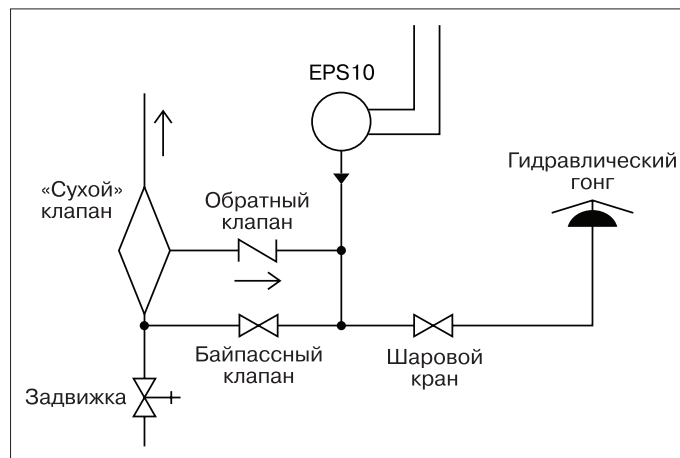 EPS10
«Сухой»
клапан
Обратный
клапан
Гидравлический
гонг
Байпассный
клапан
Шаровой
кран
Задвижка